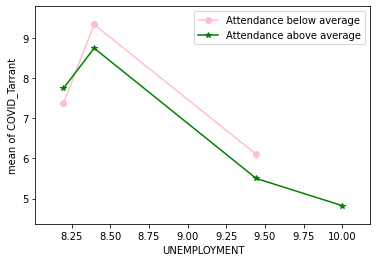 Attendance below average
Attendance above average
mean of COVID_Tarrant
9
8
7
6
5
8.25 8.50 8.75 9.00 9.25 9.50 9.75 10.00
UNEMPLOYMENT